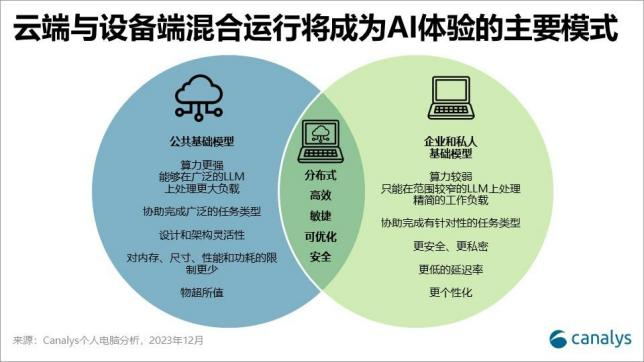 云端与设备端混合运行将成为AI体验的主要模式
公共基础模型
算力更强
能够在广泛的LLM
上处理更大负载
协助完成广泛的任务类型
设计和架构灵活性
对内存、尺寸、性能和功耗的限
制更少
物超所值
分布式
高效
敏捷
可优化
安全
企业和私人
基础模型
算力较弱
只能在范围较窄的LLM上处理
精简的工作负载
协助完成有针对性的任务类型
更安全、更私密
更低的延迟率
更个性化
来源：Canalys个人电脑分析，2023年12月
canalys